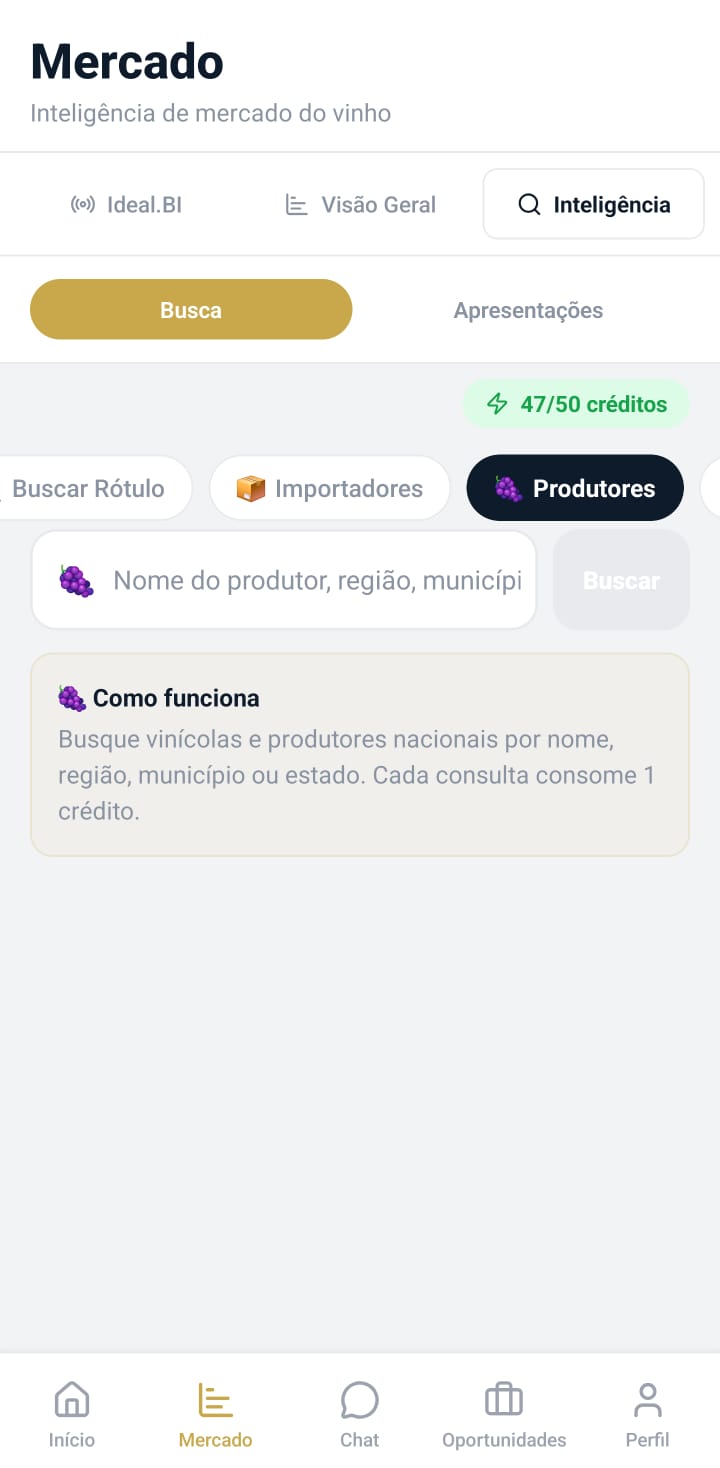 Mercado
Inteligência de mercado do vinho
Ideal.BI
Visão Geral
Inteligência
Busca
Apresentações
47/50 créditos
Buscar Rótulo
Importadores
Produtores
Nome do produtor, região, municípi
Buscar
Como funciona
Busque vinícolas e produtores nacionais por nome,
região, município ou estado. Cada consulta consome 1
crédito.
Início
Mercado
Chat
Oportunidades
Perfil